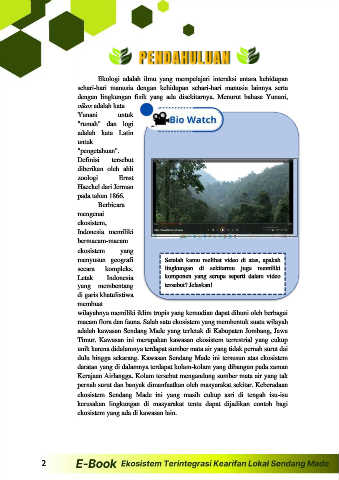 PENDAHULUAN
Ekologi adalah ilmu yang mempelajari interaksi antara kehidupan
sehari-hari manusia dengan kehidupan sehari-hari manusia lainnya serta
dengan lingkungan fisik yang ada disekitarnya. Menurut bahasa Yunani,
oikos adalah kata
Yunani untuk
"rumah" dan logi
adalah kata Latin
untuk
"pengetahuan".
Definisi tersebut
diberikan oleh ahli
zoologi Ernst
Haeckel dari Jerman
pada tahun 1866.
Berbicara
mengenai
ekosistem,
Indonesia memiliki
bermacam-macam
ekosistem yang
menyusun geografi
secara kompleks.
Letak Indonesia
yang membentang
di garis khatulistiwa
membuat
Bio Watch
Setelah kamu melihat video di atas, apakah
lingkungan di sekitarmu juga memiliki
komponen yang serupa seperti dalam video
tersebut? Jelaskan!
wilayahnya memiliki iklim tropis yang kemudian dapat dihuni oleh berbagai
macam flora dan fauna. Salah satu ekosistem yang membentuk suatu wilayah
adalah kawasan Sendang Made yang terletak di Kabupaten Jombang, Jawa
Timur. Kawasan ini merupakan kawasan ekosistem terrestrial yang cukup
unik karena didalamnya terdapat sumber mata air yang tidak pernah surut dari
dulu hingga sekarang. Kawasan Sendang Made ini tersusun atas ekosistem
daratan yang di dalamnya terdapat kolam-kolam yang dibangun pada zaman
Kerajaan Airlangga. Kolam tersebut mengandung sumber mata air yang tak
pernah surut dan banyak dimanfaatkan oleh masyarakat sekitar. Keberadaan
ekosistem Sendang Made ini yang masih cukup asri di tengah isu-isu
kerusakan lingkungan di masyarakat tentu dapat dijadikan contoh bagi
ekosistem yang ada di kawasan lain.
2 E-Book Ekosistem Terintegrasi Kearifan Lokal Sendang Made